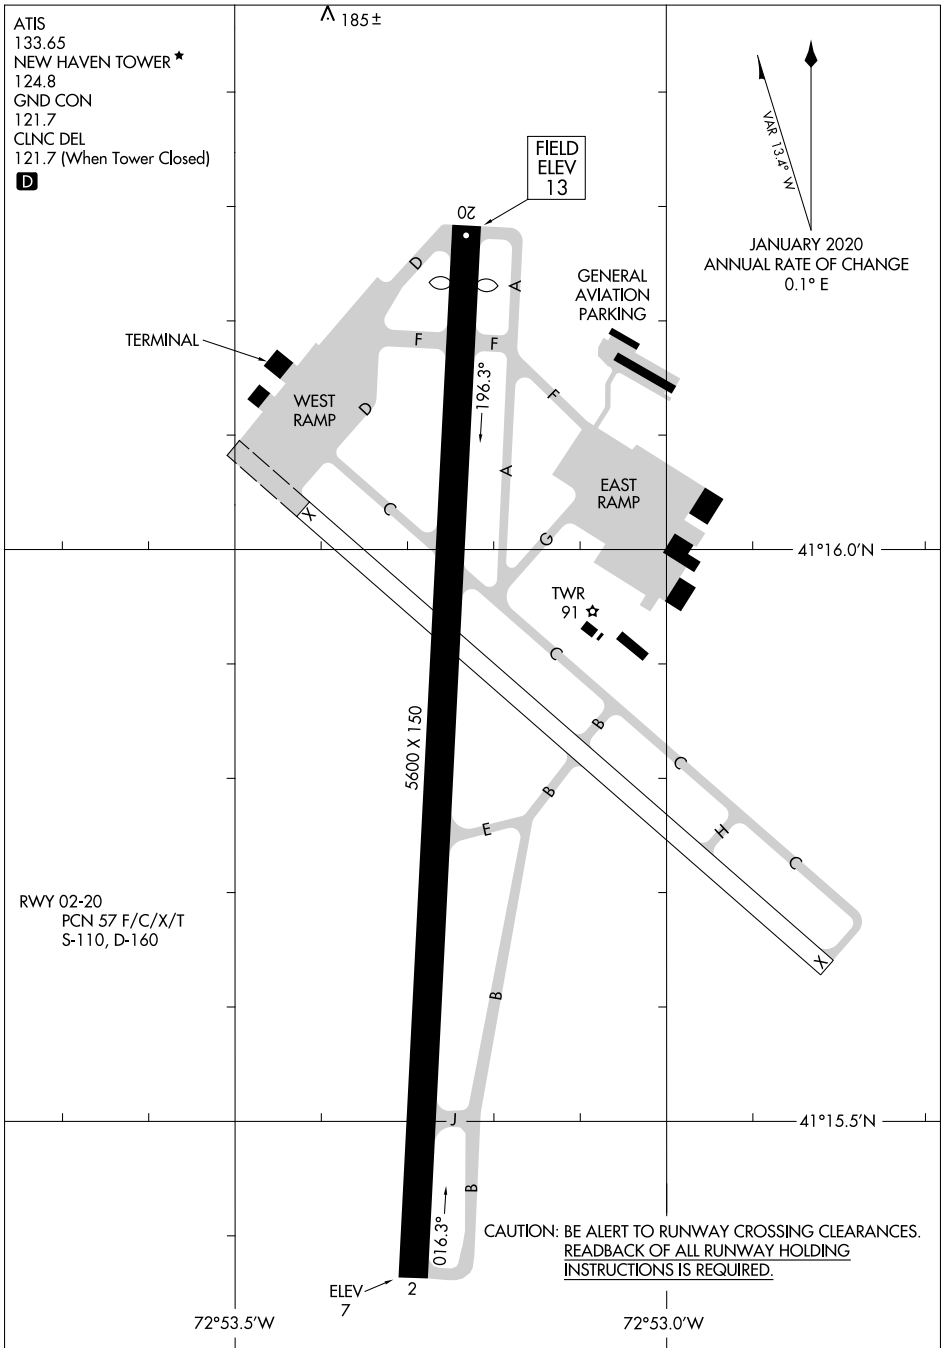 ATIS
133.65
NEW HAVEN TOWER★
124.8
GND CON
121.7
CLNC DEL
121.7 (When Tower Closed)
D
185±
VAR 13.4° W
JANUARY 2020
ANNUAL RATE OF CHANGE
0.1° E
FIELD
ELEV
13
20
D
A
GENERAL
AVIATION
PARKING
TERMINAL
F
F
196.3°
F
WEST
RAMP
D
A
EAST
RAMP
C
X
G
41°16.0'N
TWR
91
C
5600 X 150
B
C
B
E
H
C
RWY 02-20
PCN 57 F/C/X/T
S-110, D-160
X
B
J
41°15.5'N
B
016.3°
CAUTION: BE ALERT TO RUNWAY CROSSING CLEARANCES.
READBACK OF ALL RUNWAY HOLDING
INSTRUCTIONS IS REQUIRED.
ELEV
7
2
72°53.5'W
72°53.0'W